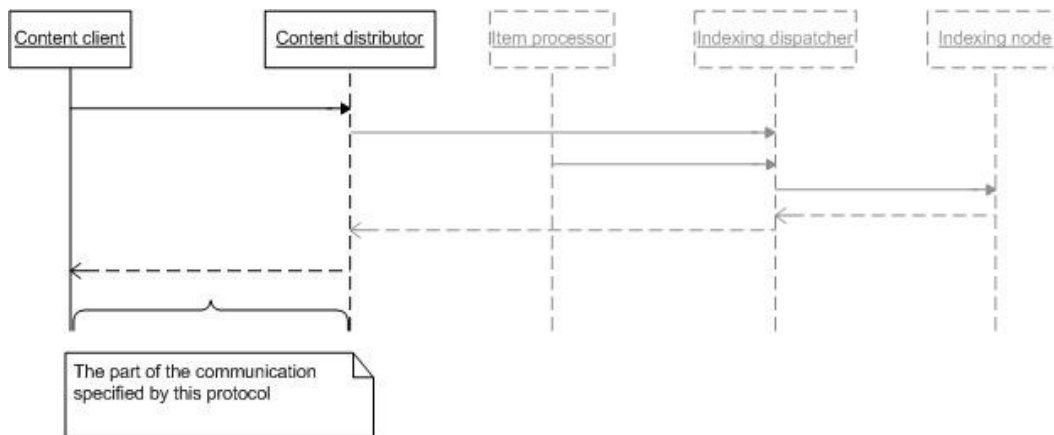 Content client
Content distributor
Item processor
Indexing dispatcher
Indexing node
The part of the communication
specified by this protocol